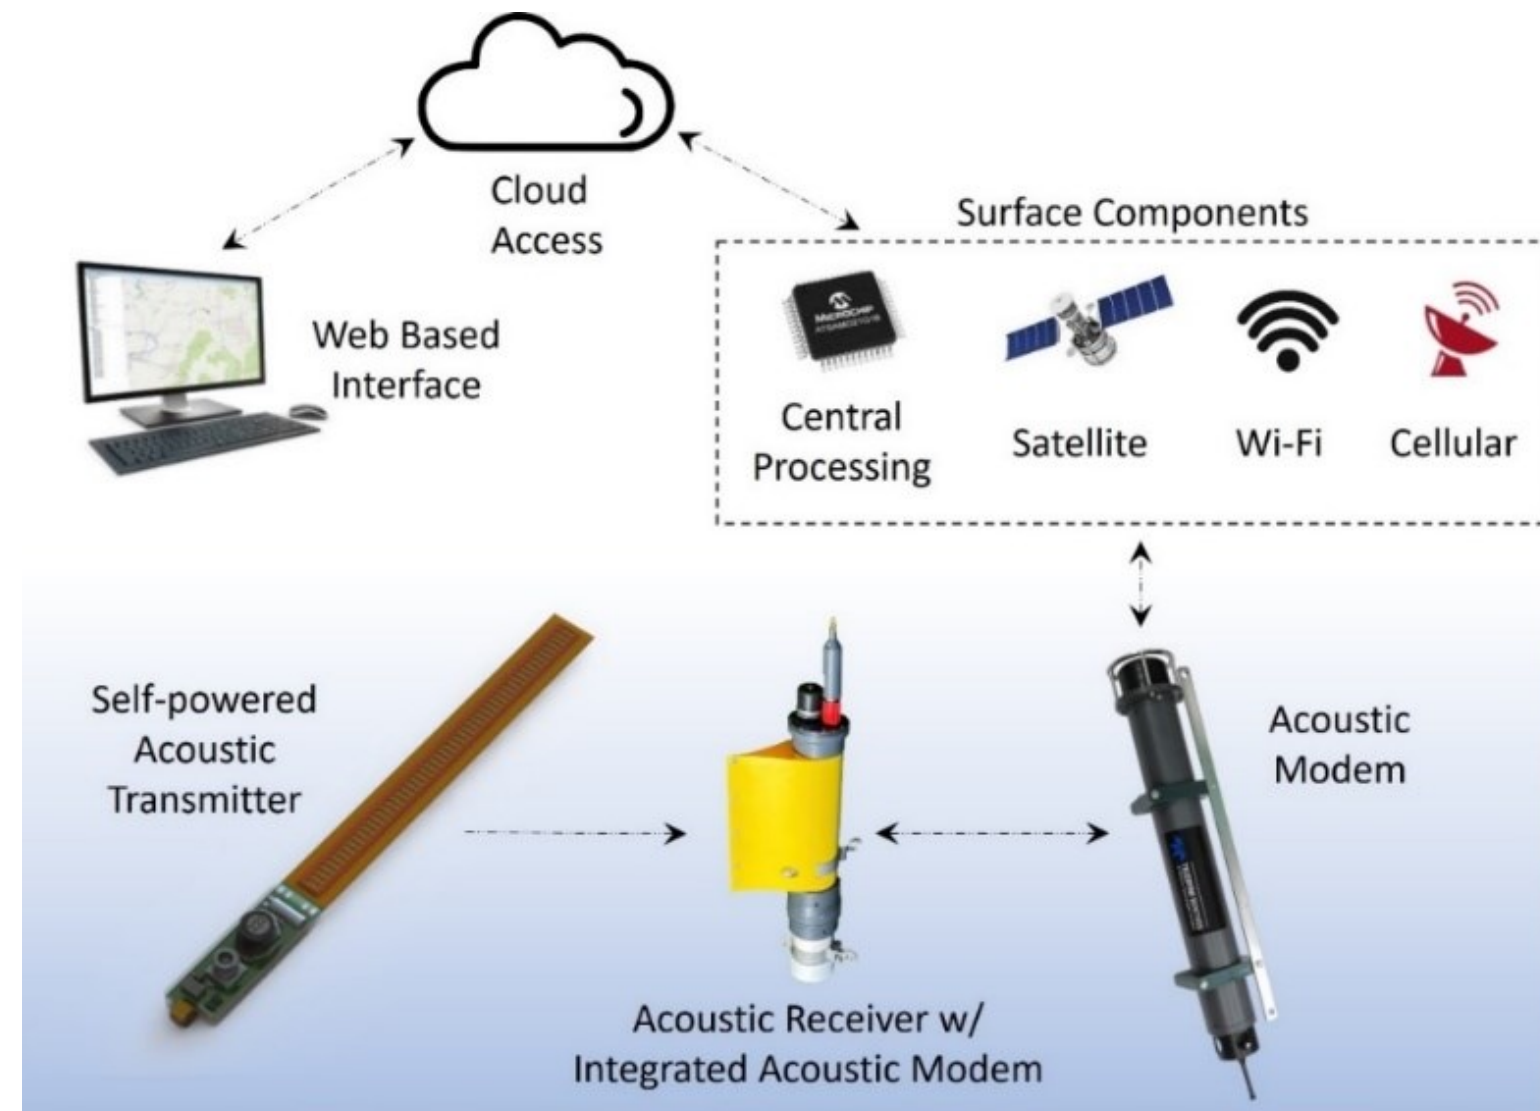 Cloud
Access
Surface Components
Web Based
Interface
MICROCHIP
Central
Processing
Satellite
Wi-Fi
Cellular
Self-powered
Acoustic
Transmitter
Acoustic
Modem
Acoustic Receiver w/
Integrated Acoustic Modem